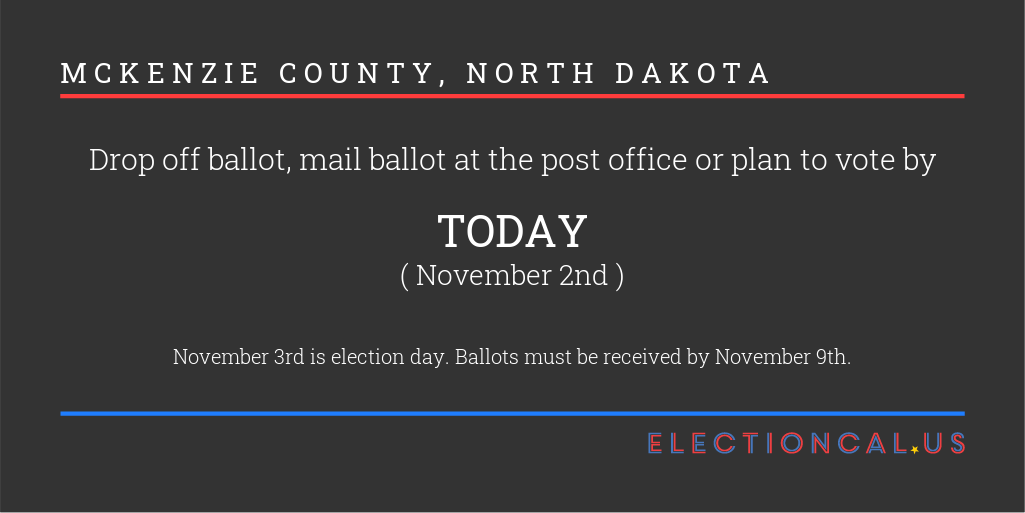 MCKENZIE COUNTY, NORTH DAKOTA
Drop off ballot, mail ballot at the post office or plan to vote by
TODAY
( November 2nd )
November 3rd is election day. Ballots must be received by November 9th.
ELECTIONCAL.US